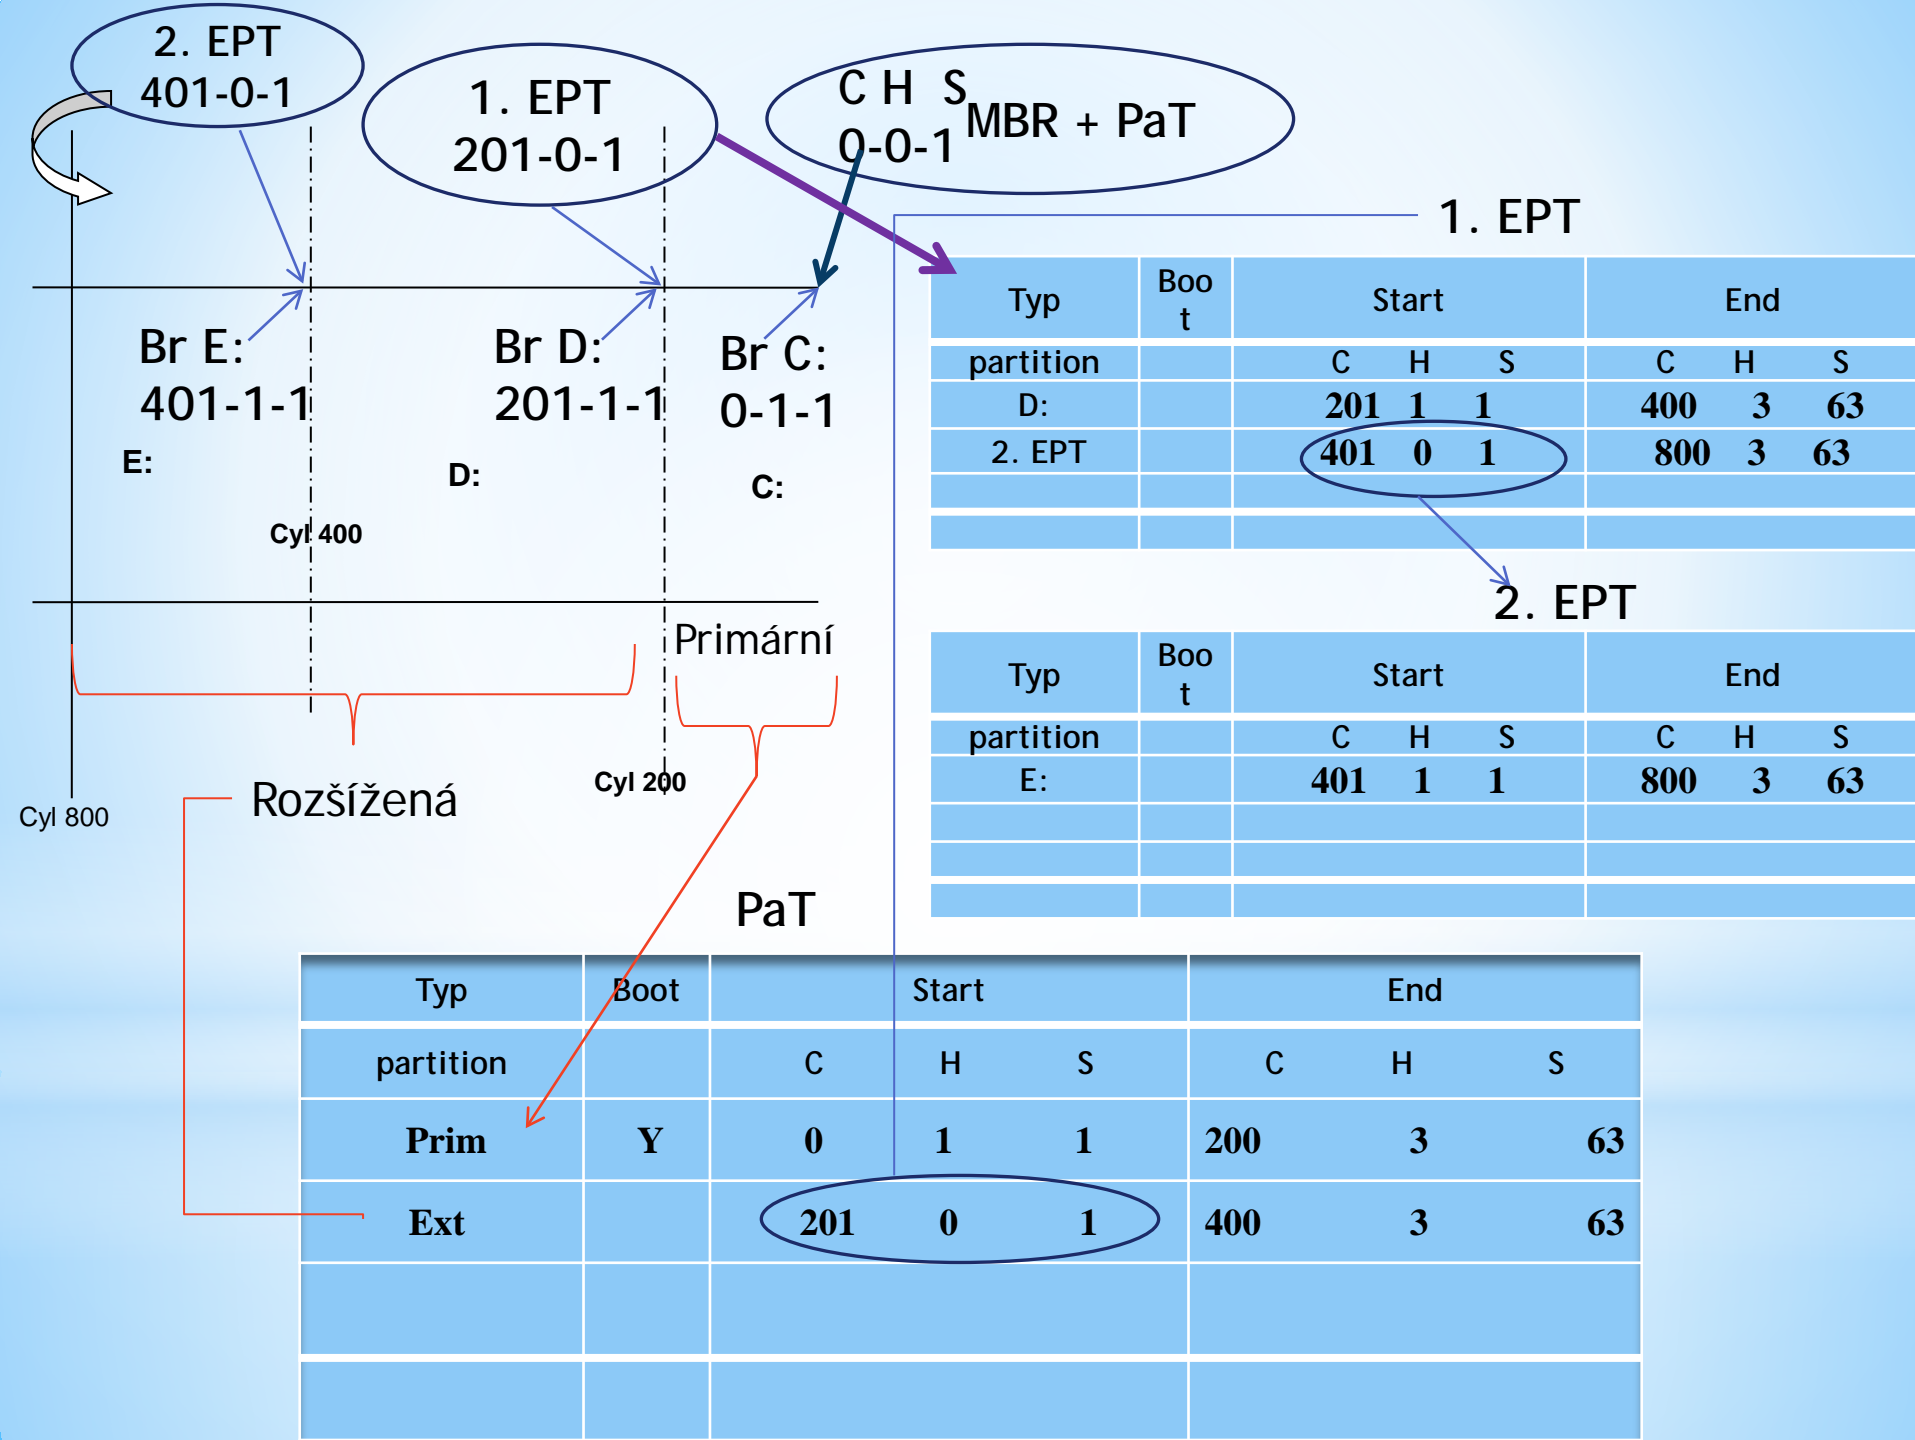 2. EPT
401-0-1
1. EPT
201-0-1
C H S
0-0-1
MBR + PaT
Br E:
401-1-1
Br D:
201-1-1
Br C:
0-1-1
E:
D:
C:
Cyl 400
Primární
Cyl 200
Rozšížená
Cyl 800
1. EPT
Typ Boo Start End
t
partition C H S C H S
D: 201 1 1 400 3 63
2. EPT 401 0 1 800 3 63
2. EPT
Typ Boo Start End
t
partition C H S C H S
E: 401 1 1 800 3 63
PaT
Typ Boot Start End
partition C H S C H S
Prim Y 0 1 1 200 3 63
Ext 201 0 1 400 3 63